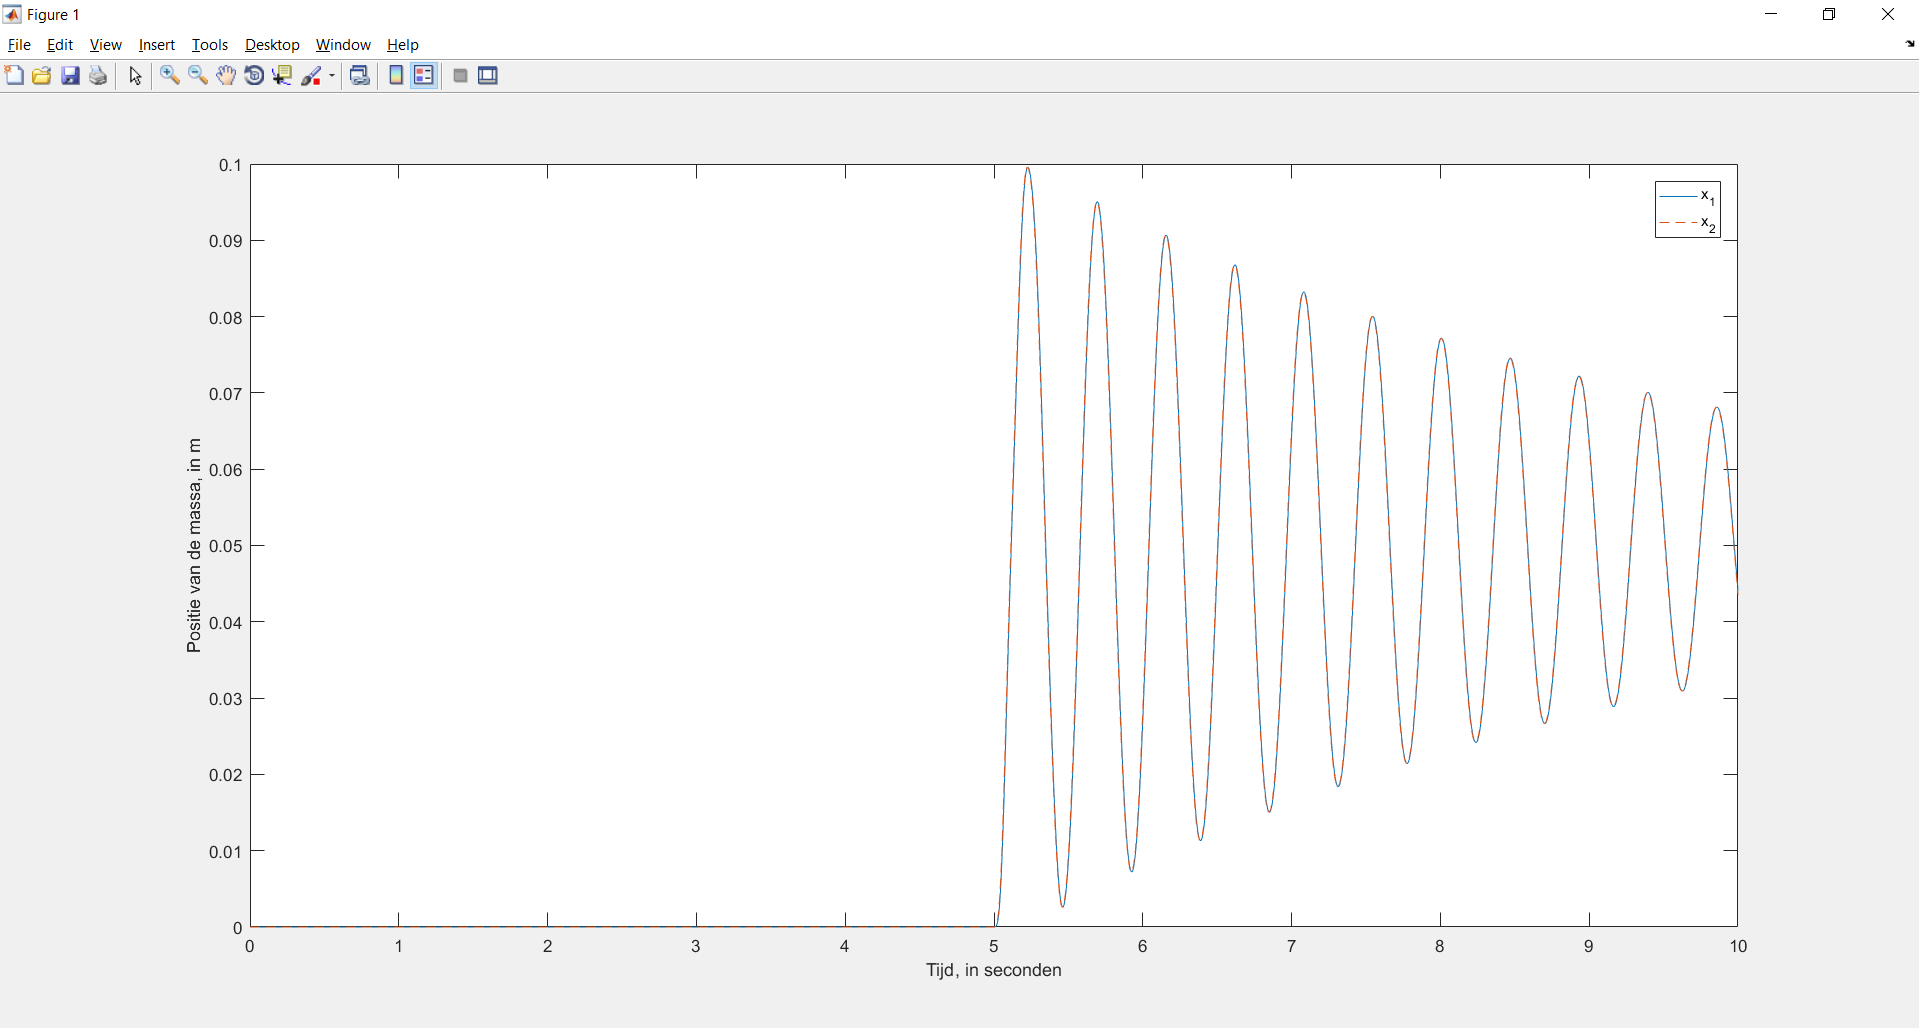 Figure 1
File Edit View Insert Tools Desktop Window Help
0.1
0.09
0.08
0.07
0.06
0.05
0.04
0.03
0.02
0.01
0
Positie van de massa, in m
x1
x2
0 1 2 3 4 5 6 7 8 9 10
Tijd, in seconden